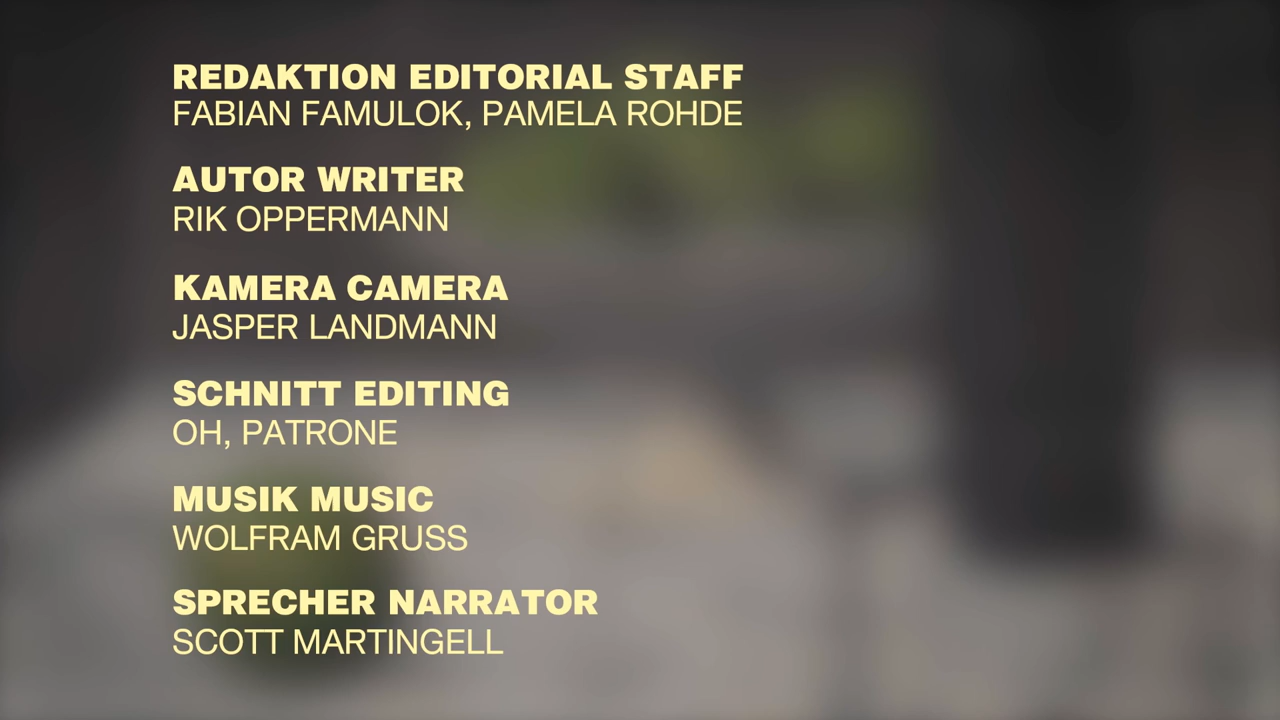 REDAKTION EDITORIAL STAFF
FABIAN FAMULOK, PAMELA ROHDE
AUTOR WRITER
RIK OPPERMANN
KAMERA CAMERA
JASPER LANDMANN
SCHNITT EDITING
OH, PATRONE
MUSIK MUSIC
WOLFRAM GRUSS
SPRECHER NARRATOR
SCOTT MARTINGELL